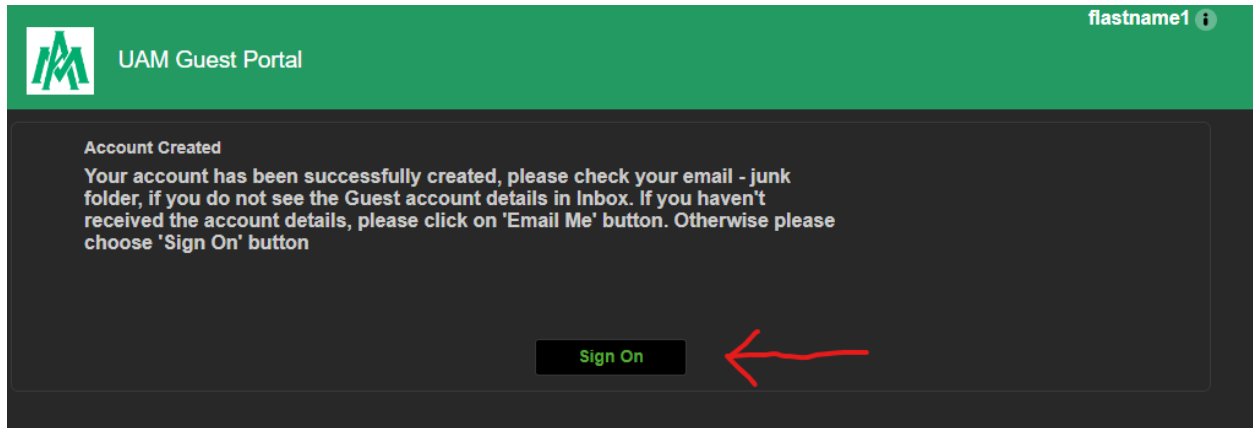 flastname1
UAM Guest Portal
Account Created
Your account has been successfully created, please check your email - junk
folder, if you do not see the Guest account details in Inbox. If you haven't
received the account details, please click on 'Email Me' button. Otherwise please
choose 'Sign On' button
Sign On